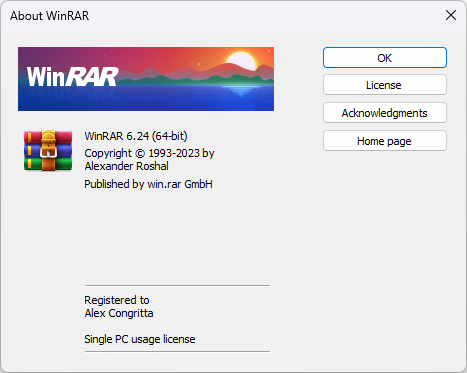 About WinRAR
WinRAR
OK
License
Acknowledgments
Home page
WinRAR 6.24 (64-bit)
Copyright © 1993-2023 by
Alexander Roshal
Published by win.rar GmbH
Registered to
Alex Congritta
Single PC usage license